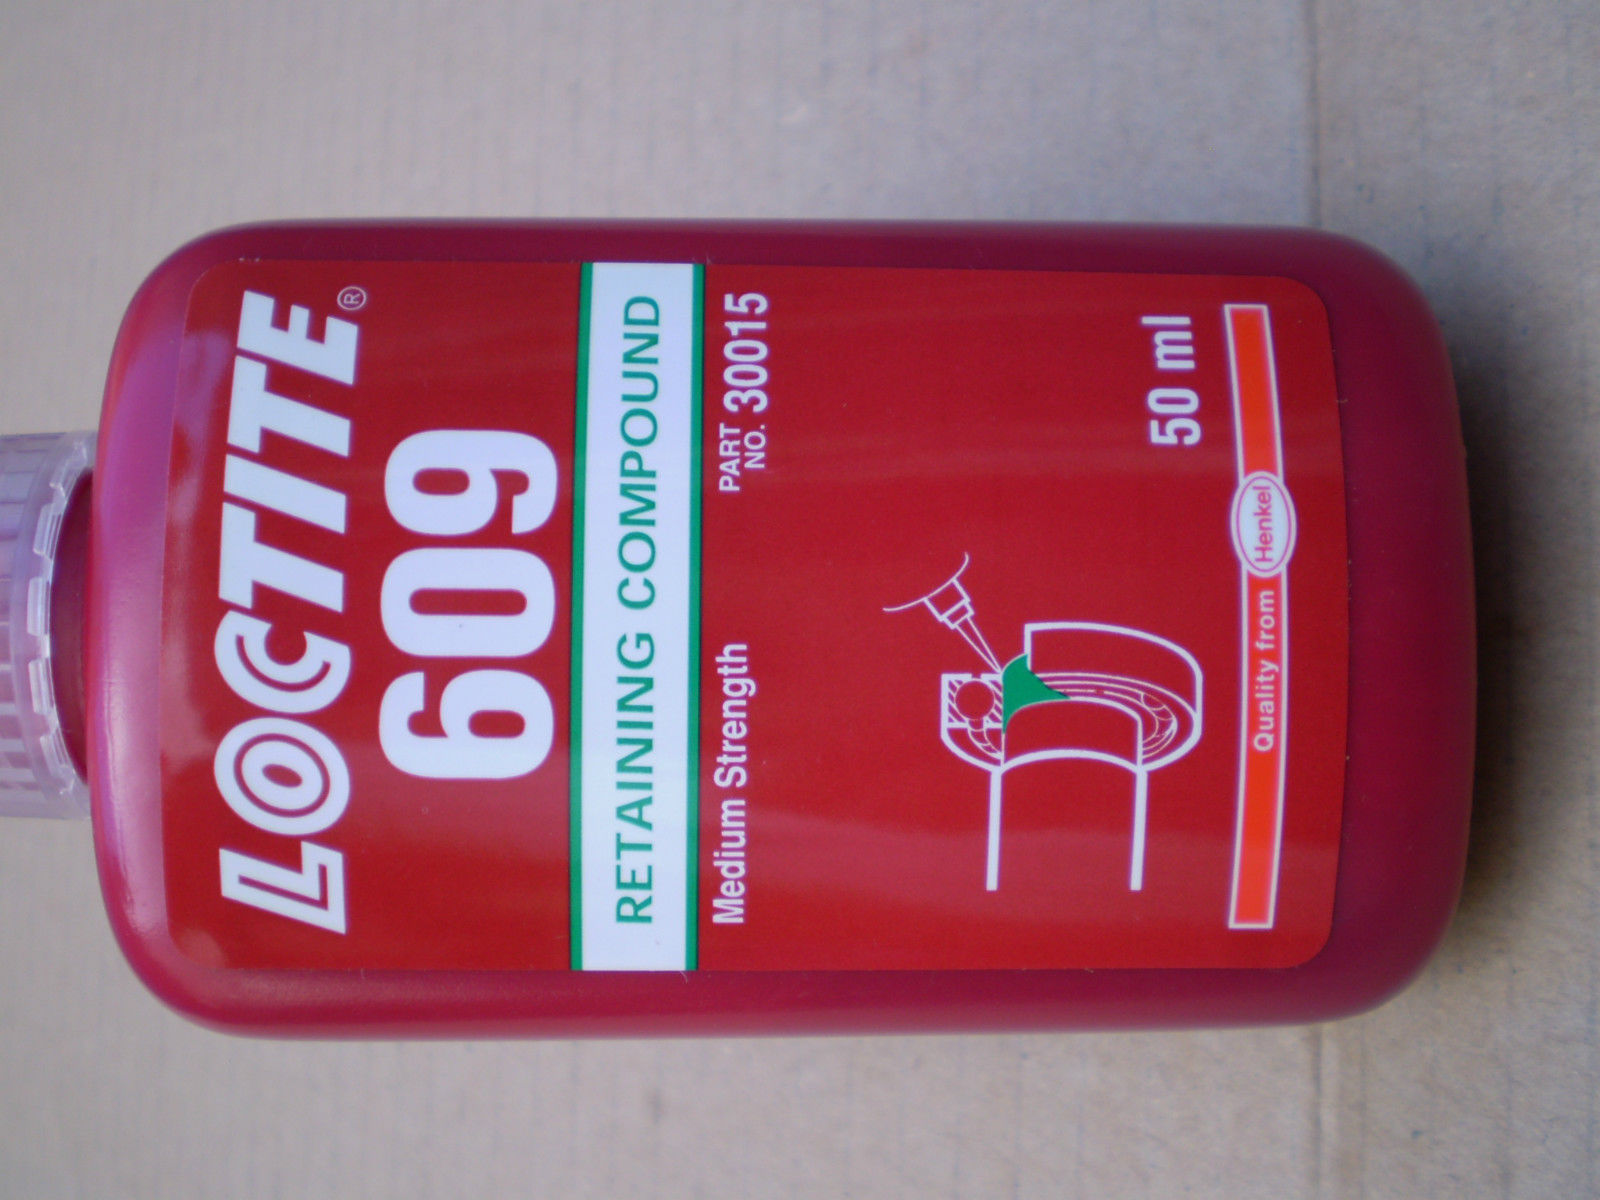 LOCTITE®
609
RETAINING COMPOUND
Medium Strength
PART NO. 30015
50 ml
Quality from Henkel